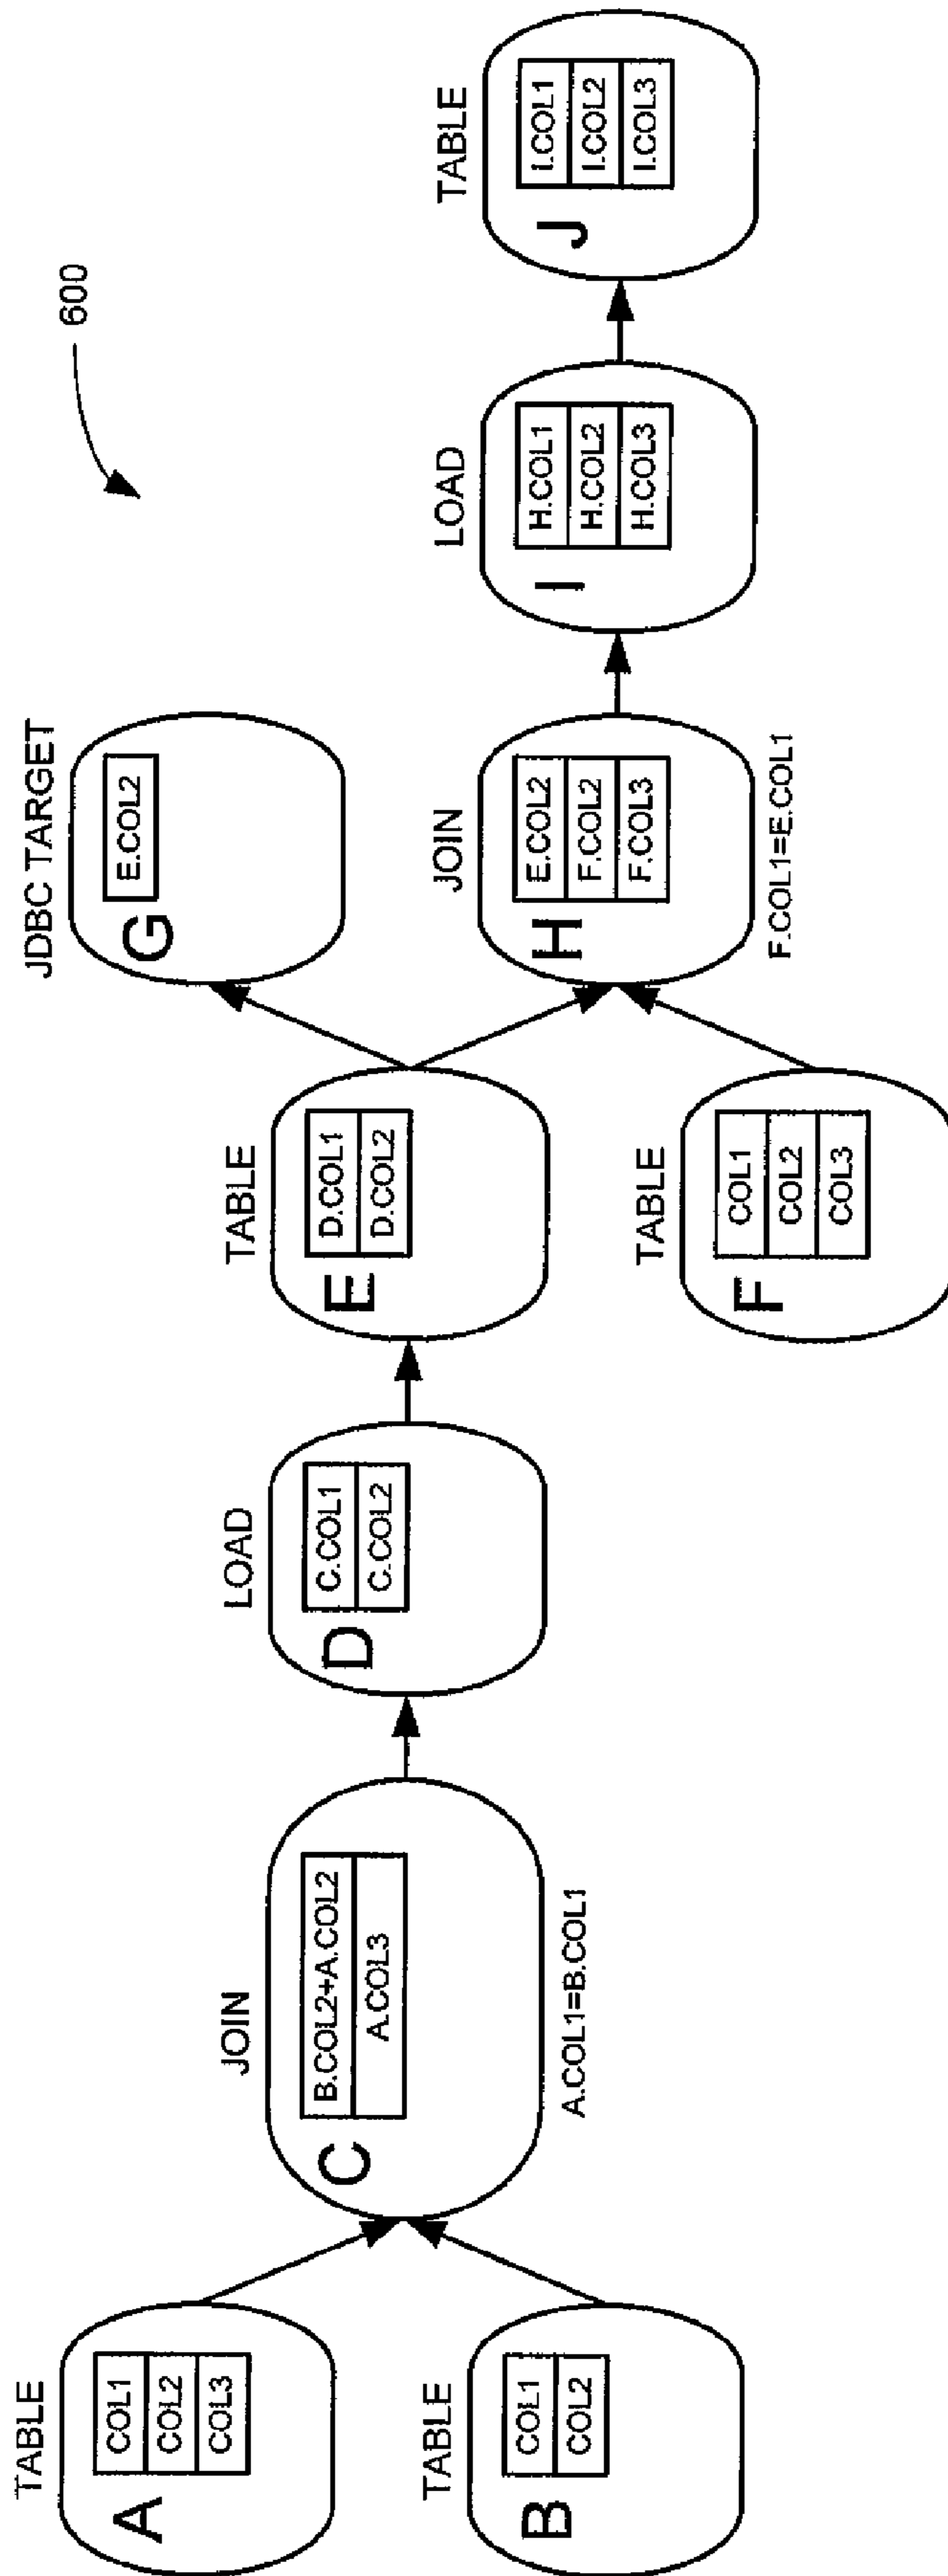 600
TABLE
A
COL1
COL2
COL3
TABLE
B
COL1
COL2
JOIN
C
B.COL2+A.COL2
A.COL3
A.COL1=B.COL1
LOAD
D
C.COL1
C.COL2
TABLE
E
D.COL1
D.COL2
TABLE
F
COL1
COL2
COL3
JDBC TARGET
G
E.COL2
JOIN
H
E.COL2
F.COL2
F.COL3
F.COL1=E.COL1
LOAD
I
H.COL1
H.COL2
H.COL3
TABLE
J
I.COL1
I.COL2
I.COL3